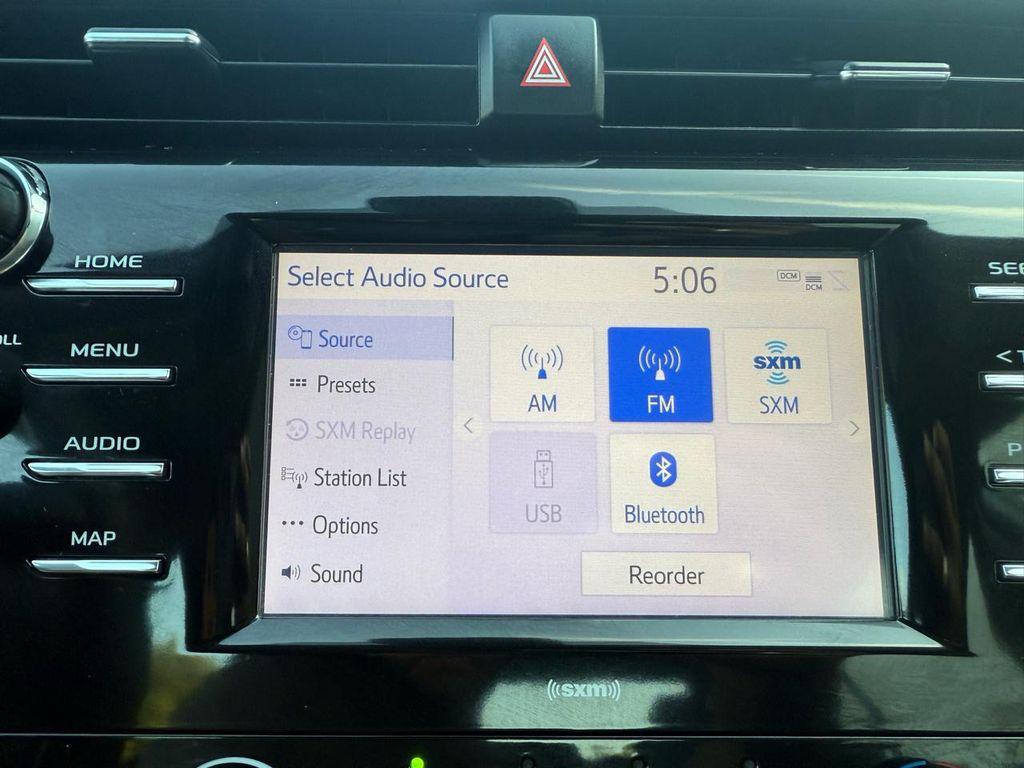 HOME
MENU
AUDIO
MAP
Select Audio Source
5:06
DCM
DCM
Source
Presets
SXM Replay
Station List
Options
Sound
AM
FM
sxm
SXM
USB
Bluetooth
Reorder
((sxm))